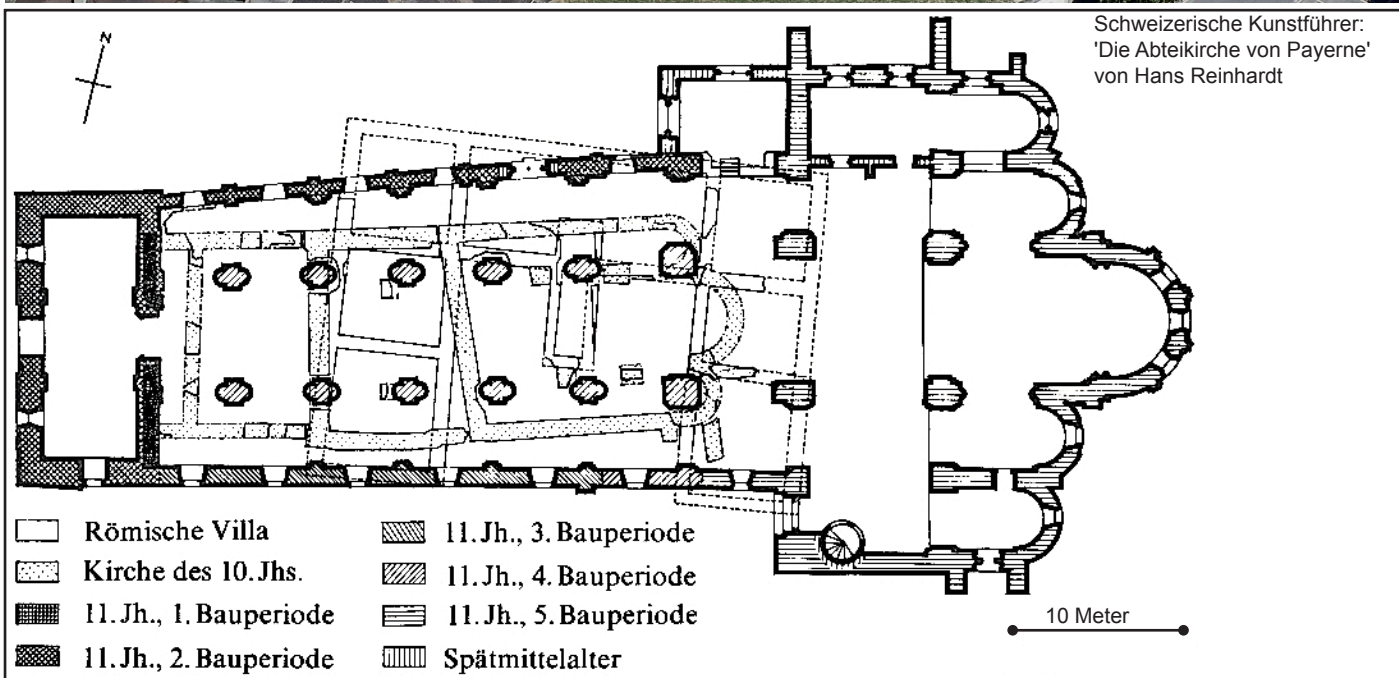 Schweizerische Kunstführer:
'Die Abteikirche von Payerne'
von Hans Reinhardt
N
Römische Villa
Kirche des 10. Jhs.
11. Jh., 1. Bauperiode
11. Jh., 2. Bauperiode
11. Jh., 3. Bauperiode
11. Jh., 4. Bauperiode
11. Jh., 5. Bauperiode
Spätmittelalter
10 Meter